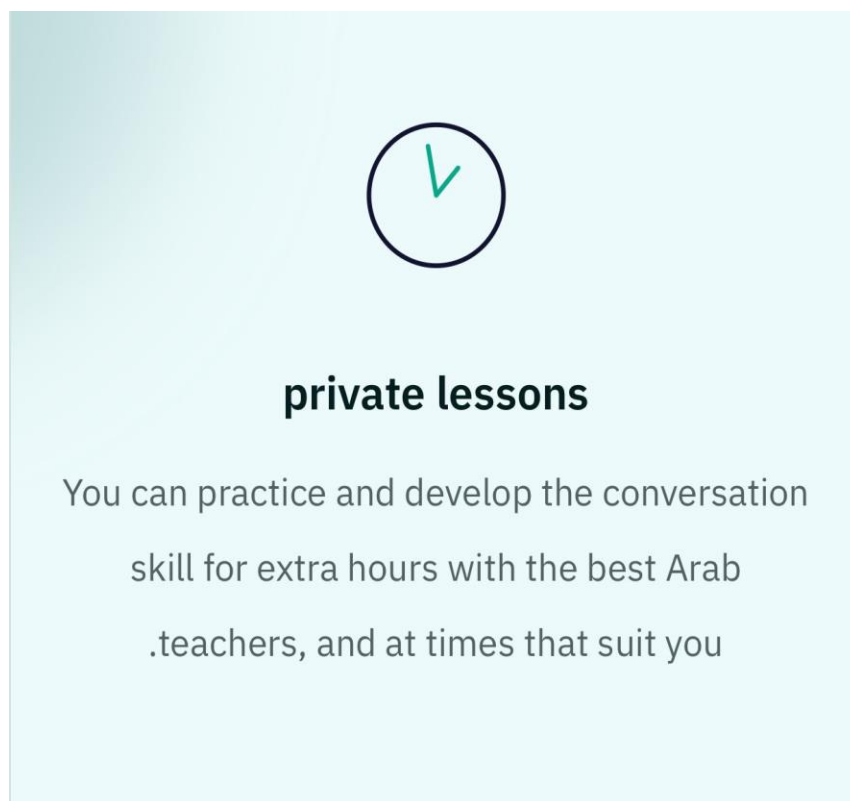 private lessons
You can practice and develop the conversation
skill for extra hours with the best Arab
.teachers, and at times that suit you